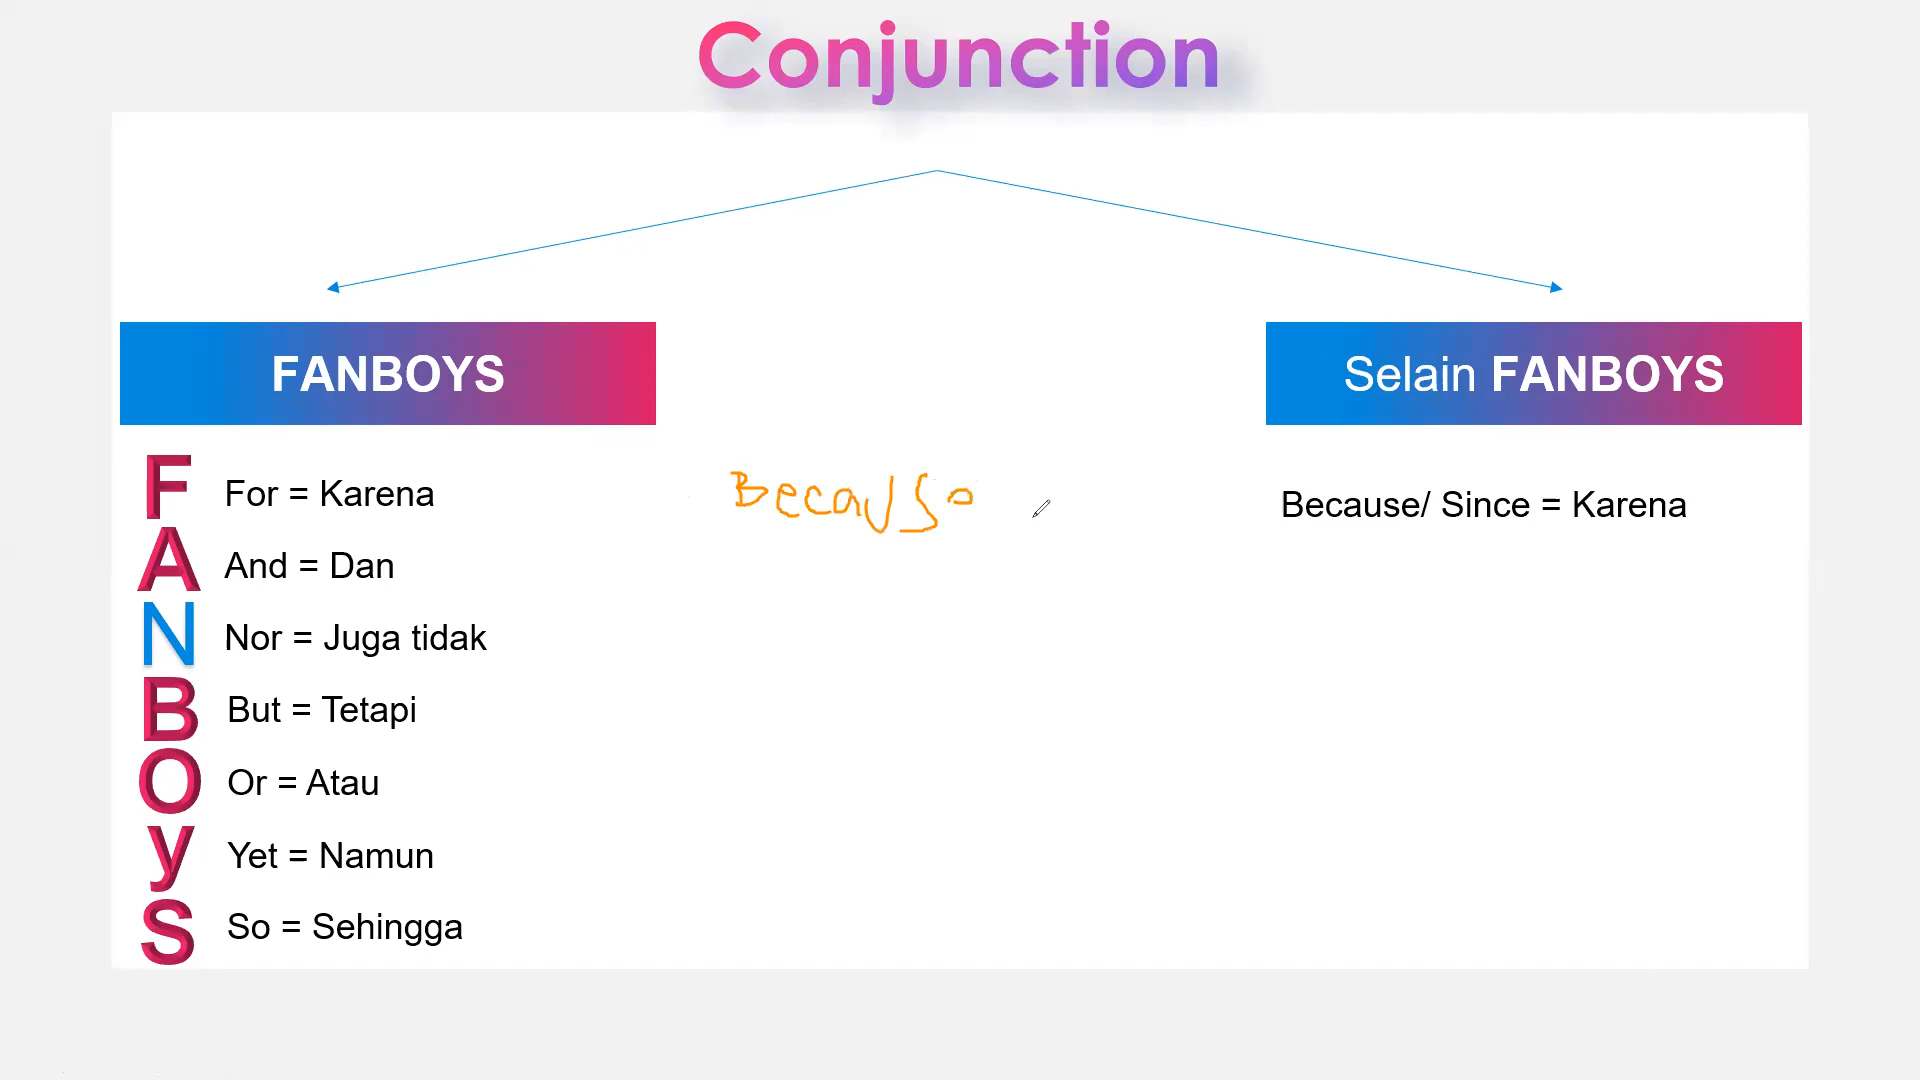 Conjunction
FANBOYS
F For = Karena
A And = Dan
N Nor = Juga tidak
B But = Tetapi
O Or = Atau
y Yet = Namun
S So = Sehingga
Because
Selain FANBOYS
Because/ Since = Karena